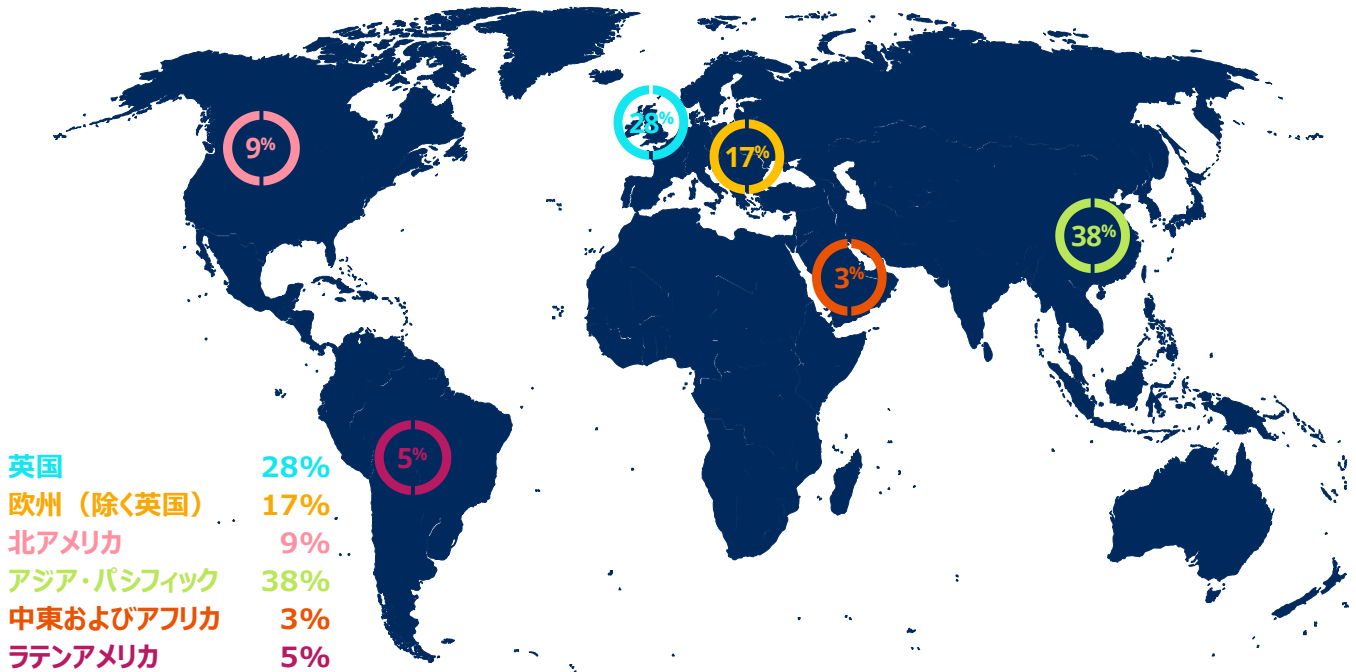 28%
9%
17%
38%
3%
5%
英国 28%
欧州（除く英国） 17%
北アメリカ 9%
アジア・パシフィック 38%
中東およびアフリカ 3%
ラテンアメリカ 5%